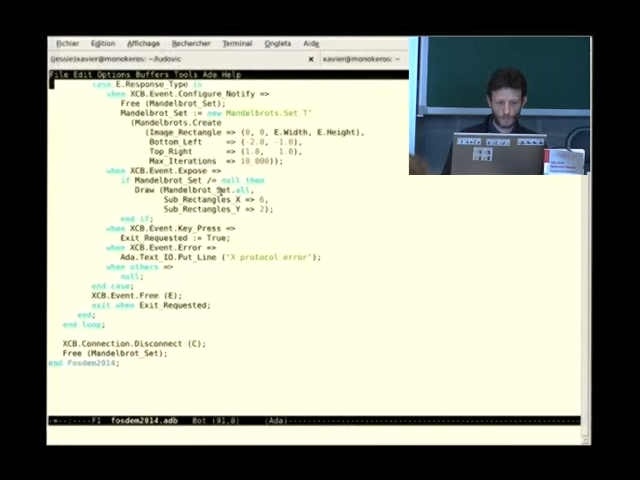 Fichier Edition Affichage Rechercher Terminal Onglets Aide
(jessie)xavier@monokeros: ~/ludovic x xavier@monokeros: ~
File Edit Options Buffers Tools Ada Help
case E.Response_Type is
when XCB.Event.Configure_Notify =>
Free (Mandelbrot_Set);
Mandelbrot_Set := new Mandelbrots.Set_T'
(Mandelbrots.Create
(Image_Rectangle => (0, 0, E.Width, E.Height),
Bottom_Left => (-2.0, -1.0),
Top_Right => (1.0, 1.0),
Max_Iterations => 10_000));
when XCB.Event.Expose =>
if Mandelbrot_Set /= null then
Draw (Mandelbrot_Set.all,
Sub_Rectangles_X => 6,
Sub_Rectangles_Y => 2);
end if;
when XCB.Event.Key_Press =>
Exit_Requested := True;
when XCB.Event.Error =>
Ada.Text_IO.Put_Line ("X protocol error");
when others =>
null;
end case;
XCB.Event.Free (E);
exit when Exit_Requested;
end;
end loop;
XCB.Connection.Disconnect (C);
Free (Mandelbrot_Set);
end Fosdem2014;
fosdem2014.adb Bot (91,0) (Ada)